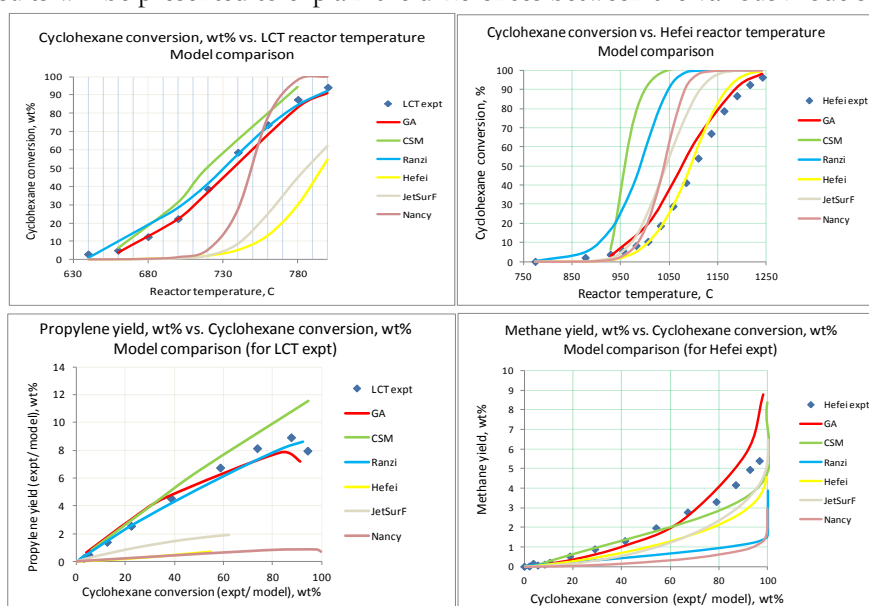 Cyclohexane conversion, wt% vs. LCT reactor temperature
Model comparison
Cyclohexane conversion, wt%
100
90
80
70
60
50
40
30
20
10
0
630
680
730
780
Reactor temperature, C
LCT expt
GA
CSM
Ranzi
Hefei
JetSurF
Nancy
Cyclohexane conversion vs. Hefei reactor temperature
Model comparison
Cyclohexane conversion, %
100
90
80
70
60
50
40
30
20
10
0
750
850
950
1050
1150
1250
Reactor temperature, C
Hefei expt
GA
CSM
Ranzi
Hefei
JetSurF
Nancy
Propylene yield, wt% vs. Cyclohexane conversion, wt%
Model comparison (for LCT expt)
Propylene yield (expt/ model), wt%
14
12
10
8
6
4
2
0
0
20
40
60
80
100
Cyclohexane conversion (expt/ model), wt%
LCT expt
GA
CSM
Ranzi
Hefei
JetSurF
Nancy
Methane yield, wt% vs. Cyclohexane conversion, wt%
Model comparison (for Hefei expt)
Methane yield, wt%
10
9
8
7
6
5
4
3
2
1
0
0
20
40
60
80
100
Cyclohexane conversion (expt/ model), wt%
Hefei expt
GA
CSM
Ranzi
Hefei
JetSurF
Nancy